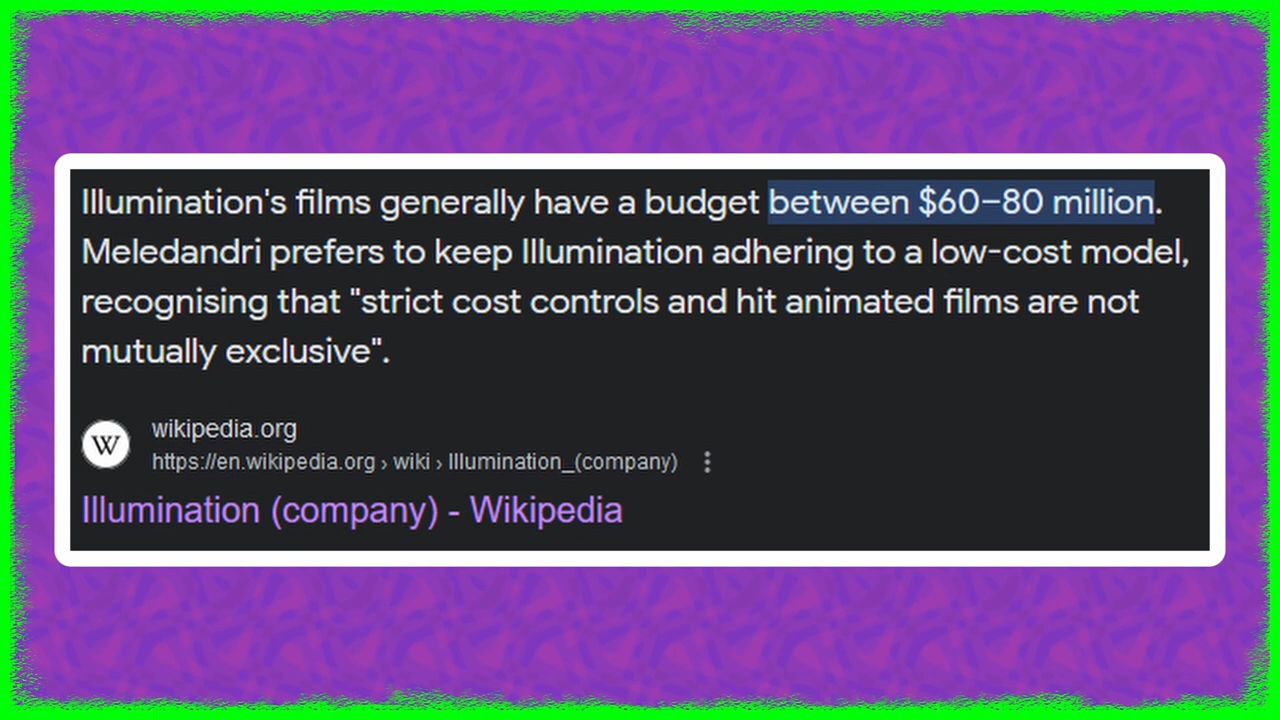 Illumination's films generally have a budget between $60–80 million.
Meledandri prefers to keep Illumination adhering to a low-cost model,
recognising that "strict cost controls and hit animated films are not
mutually exclusive".
W
wikipedia.org
https://en.wikipedia.org › wiki › Illumination_(company)
Illumination (company) - Wikipedia